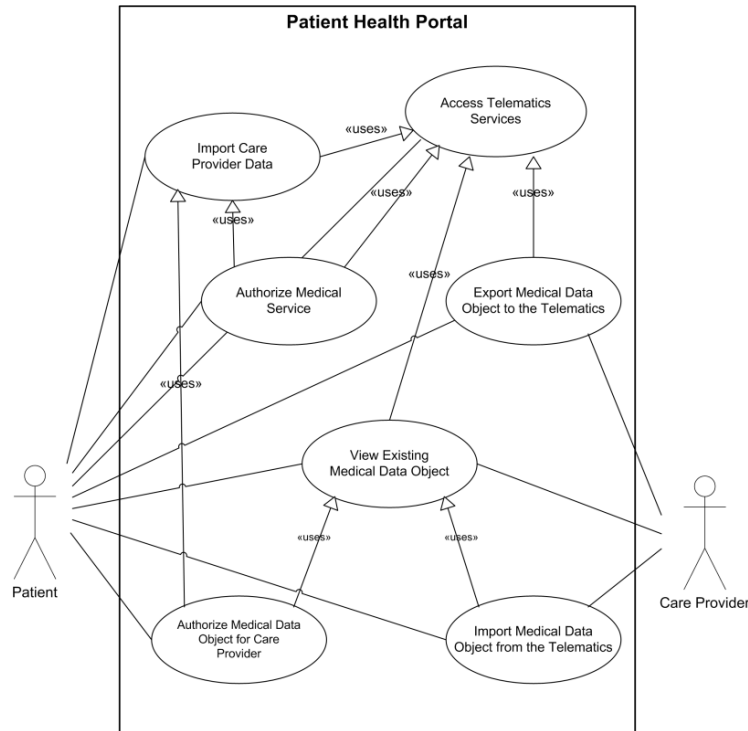 Patient Health Portal
Access Telematics
Services
«uses»
Import Care
Provider Data
«uses»
«uses»
«uses»
«uses»
Authorize Medical
Service
Export Medical Data
Object to the Telematics
«uses»
«uses»
View Existing
Medical Data Object
«uses»
«uses»
Patient
Care Provider
Authorize Medical Data
Object for Care
Provider
Import Medical Data
Object from the Telematics